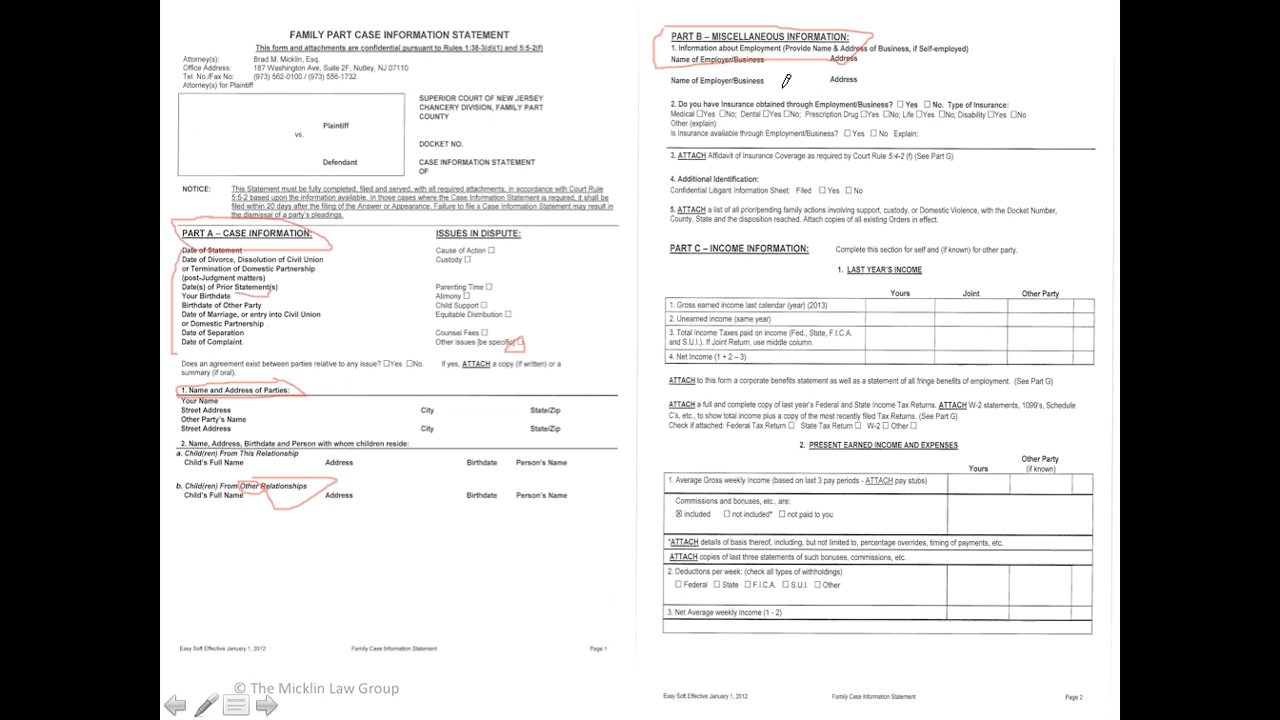 FAMILY PART CASE INFORMATION STATEMENT
This form and attachments are confidential pursuant to Rules 1:38-3(d)(1) and 5:5-2(f)
Attorney(s): Brad M. Micklin, Esq.
Office Address: 187 Washington Ave, Suite 2F, Nutley, NJ 07110
Tel. No./Fax No: (973) 562-0100 / (973) 556-1732
Attorney(s) for Plaintiff
Plaintiff
vs.
Defendant
SUPERIOR COURT OF NEW JERSEY
CHANCERY DIVISION, FAMILY PART
COUNTY
DOCKET NO.
CASE INFORMATION STATEMENT
OF
NOTICE: This Statement must be fully completed, filed and served, with all required attachments, in accordance with Court Rule
5:5-2 based upon the information available. In those cases where the Case Information Statement is required, it shall be
filed within 20 days after the filing of the Answer or Appearance. Failure to file a Case Information Statement may result in
the dismissal of a party's pleadings.
PART A – CASE INFORMATION:
Date of Statement
Date of Divorce, Dissolution of Civil Union
or Termination of Domestic Partnership
(post-Judgment matters)
Date(s) of Prior Statement(s)
Your Birthdate
Birthdate of Other Party
Date of Marriage, or entry into Civil Union
or Domestic Partnership
Date of Separation
Date of Complaint
ISSUES IN DISPUTE:
Cause of Action ☐
Custody ☐
Parenting Time ☐
Alimony ☐
Child Support ☐
Equitable Distribution ☐
Counsel Fees ☐
Other issues [be specific] ☐
Does an agreement exist between parties relative to any issue? ☐Yes ☐No. If yes, ATTACH a copy (if written) or a
summary (if oral).
1. Name and Address of Parties:
Your Name
Street Address City State/Zip
Other Party's Name
Street Address City State/Zip
2. Name, Address, Birthdate and Person with whom children reside:
a. Child(ren) From This Relationship
Child's Full Name Address Birthdate Person's Name
b. Child(ren) From Other Relationships
Child's Full Name Address Birthdate Person's Name
Easy Soft Effective January 1, 2012 Family Case Information Statement Page 1
PART B – MISCELLANEOUS INFORMATION:
1. Information about Employment (Provide Name & Address of Business, if Self-employed)
Name of Employer/Business Address
Name of Employer/Business Address
2. Do you have Insurance obtained through Employment/Business? ☐ Yes ☐ No. Type of Insurance:
Medical ☐Yes ☐No; Dental ☐Yes ☐No; Prescription Drug ☐Yes ☐No; Life ☐Yes ☐No; Disability ☐Yes ☐No
Other (explain)
Is Insurance available through Employment/Business? ☐ Yes ☐ No Explain:
3. ATTACH Affidavit of Insurance Coverage as required by Court Rule 5:4-2 (f) (See Part G)
4. Additional Identification:
Confidential Litigant Information Sheet: Filed ☐ Yes ☐ No
5. ATTACH a list of all prior/pending family actions involving support, custody, or Domestic Violence, with the Docket Number,
County, State and the disposition reached. Attach copies of all existing Orders in effect.
PART C – INCOME INFORMATION: Complete this section for self and (if known) for other party.
1. LAST YEAR'S INCOME
Yours Joint Other Party
1. Gross earned income last calendar (year) (2013)
2. Unearned income (same year)
3. Total Income Taxes paid on income (Fed., State, F.I.C.A.
and S.U.I.). If Joint Return, use middle column.
4. Net Income (1 + 2 – 3)
ATTACH to this form a corporate benefits statement as well as a statement of all fringe benefits of employment. (See Part G)
ATTACH a full and complete copy of last year's Federal and State Income Tax Returns. ATTACH W-2 statements, 1099's, Schedule
C's, etc., to show total income plus a copy of the most recently filed Tax Returns. (See Part G)
Check if attached: Federal Tax Return ☐ State Tax Return ☐ W-2 ☐ Other ☐
2. PRESENT EARNED INCOME AND EXPENSES
Yours Other Party
(if known)
1. Average Gross weekly Income (based on last 3 pay periods - ATTACH pay stubs)
Commissions and bonuses, etc., are:
☒ included ☐ not included* ☐ not paid to you
*ATTACH details of basis thereof, including, but not limited to, percentage overrides, timing of payments, etc.
ATTACH copies of last three statements of such bonuses, commissions, etc.
2. Deductions per week: (check all types of withholdings)
☐ Federal ☐ State ☐ F.I.C.A. ☐ S.U.I. ☐ Other
3. Net Average weekly Income (1 - 2)
Easy Soft Effective January 1, 2012 Family Case Information Statement Page 2
© The Micklin Law Group